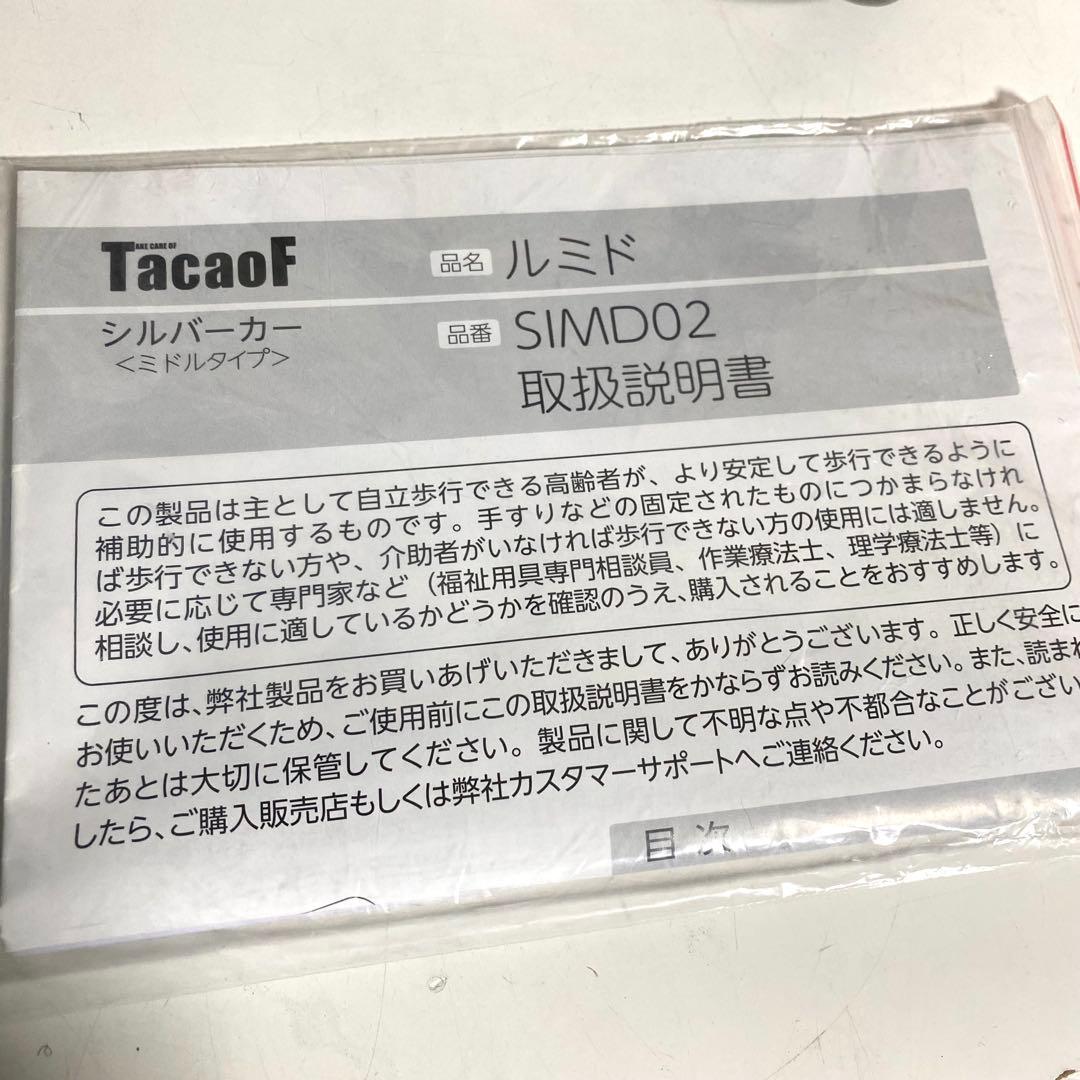 TAKE CARE OF
TacaoF
品名 ルミド
シルバーカー
<ミドルタイプ>
品番 SIMD02
取扱説明書
この製品は主として自立歩行できる高齢者が、より安定して歩行できるように
補助的に使用するものです。手すりなどの固定されたものにつかまらなけれ
ば歩行できない方や、介助者がいなければ歩行できない方の使用には適しません。
必要に応じて専門家など（福祉用具専門相談員、作業療法士、理学療法士等）に
相談し、使用に適しているかどうかを確認のうえ、購入されることをおすすめします。
この度は、弊社製品をお買いあげいただきまして、ありがとうございます。正しく安全に
お使いいただくため、ご使用前にこの取扱説明書をかならずお読みください。また、読まれ
たあとは大切に保管してください。製品に関して不明な点や不都合なことがござい
したら、ご購入販売店もしくは弊社カスタマーサポートへご連絡ください。
目次